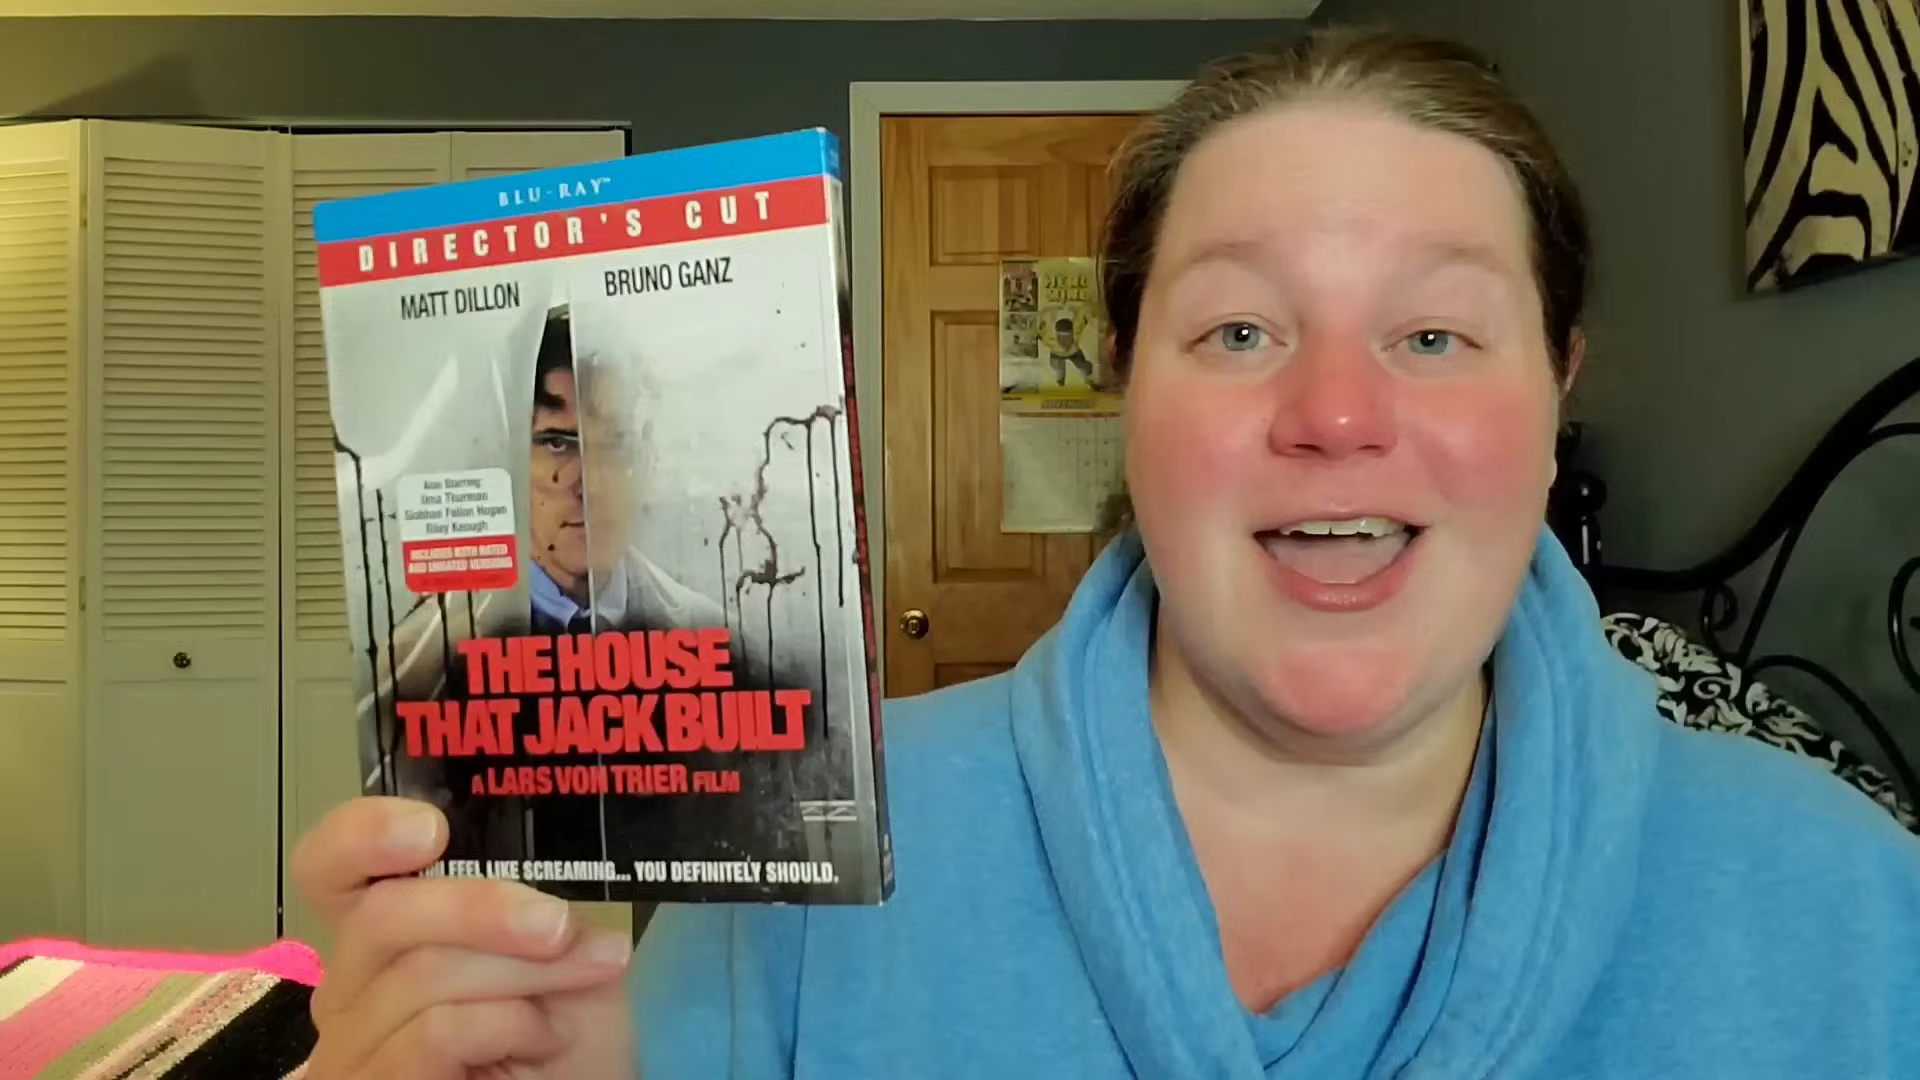 BLU-RAY™
DIRECTOR'S CUT
MATT DILLON
BRUNO GANZ
Also Starring:
Uma Thurman
Siobhan Fallon Hogan
Riley Keough
INCLUDES BOTH RATED
AND UNRATED VERSIONS
THE HOUSE
THAT JACK BUILT
A LARS VON TRIER FILM
FEEL LIKE SCREAMING... YOU DEFINITELY SHOULD.